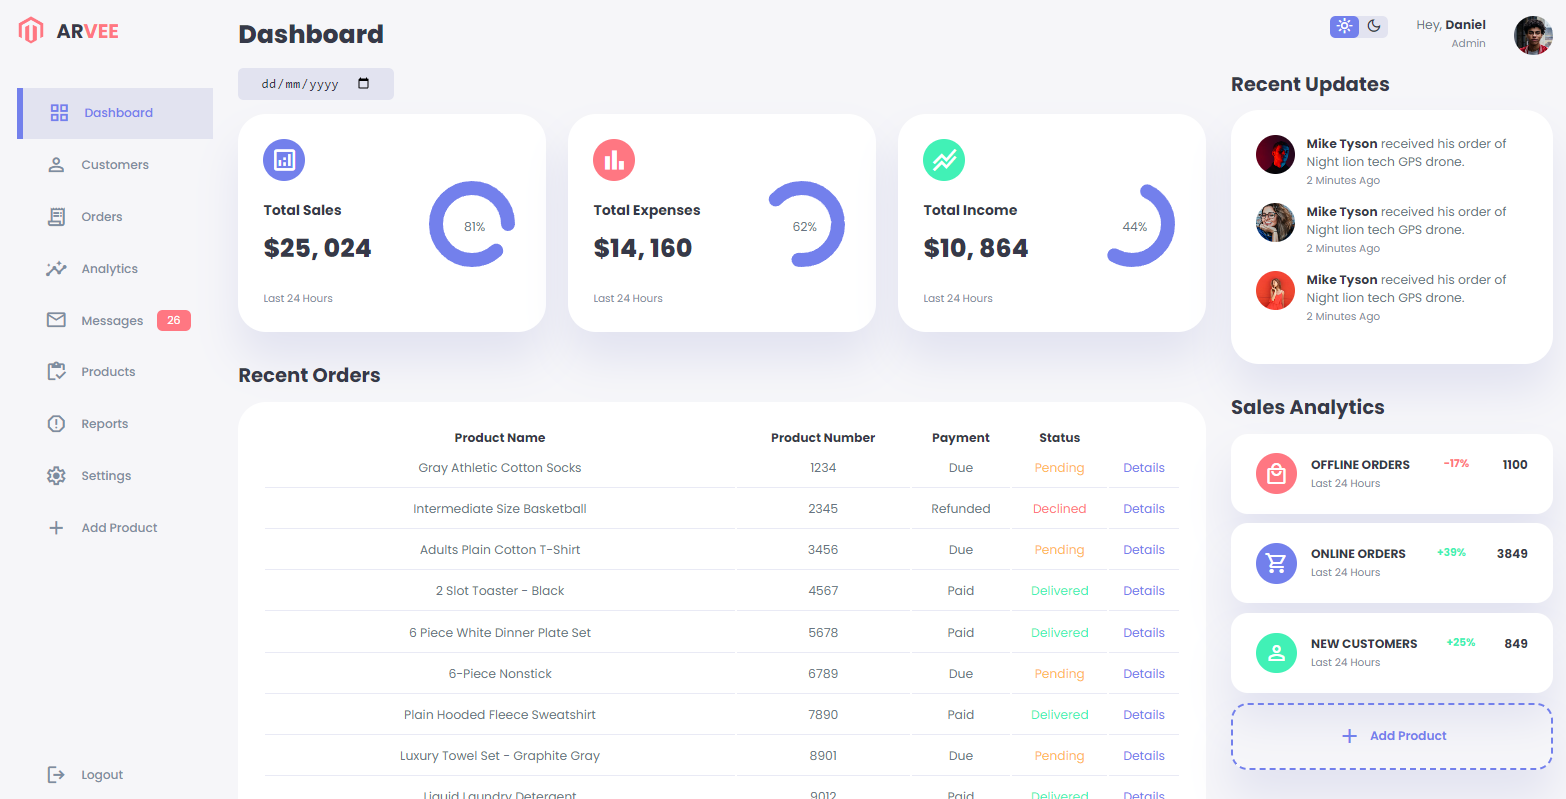 ARVEE
Dashboard
Customers
Orders
Analytics
Messages 26
Products
Reports
Settings
Add Product
Logout
Dashboard
dd/mm/yyyy
Total Sales
$25, 024
81%
Last 24 Hours
Total Expenses
$14, 160
62%
Last 24 Hours
Total Income
$10, 864
44%
Last 24 Hours
Recent Orders
Product Name Product Number Payment Status
Gray Athletic Cotton Socks 1234 Due Pending Details
Intermediate Size Basketball 2345 Refunded Declined Details
Adults Plain Cotton T-Shirt 3456 Due Pending Details
2 Slot Toaster - Black 4567 Paid Delivered Details
6 Piece White Dinner Plate Set 5678 Paid Delivered Details
6-Piece Nonstick 6789 Due Pending Details
Plain Hooded Fleece Sweatshirt 7890 Paid Delivered Details
Luxury Towel Set - Graphite Gray 8901 Due Pending Details
Liquid Laundry Detergent 9012 Paid Delivered Details
Hey, Daniel
Admin
Recent Updates
Mike Tyson received his order of
Night lion tech GPS drone.
2 Minutes Ago
Mike Tyson received his order of
Night lion tech GPS drone.
2 Minutes Ago
Mike Tyson received his order of
Night lion tech GPS drone.
2 Minutes Ago
Sales Analytics
OFFLINE ORDERS -17% 1100
Last 24 Hours
ONLINE ORDERS +39% 3849
Last 24 Hours
NEW CUSTOMERS +25% 849
Last 24 Hours
Add Product